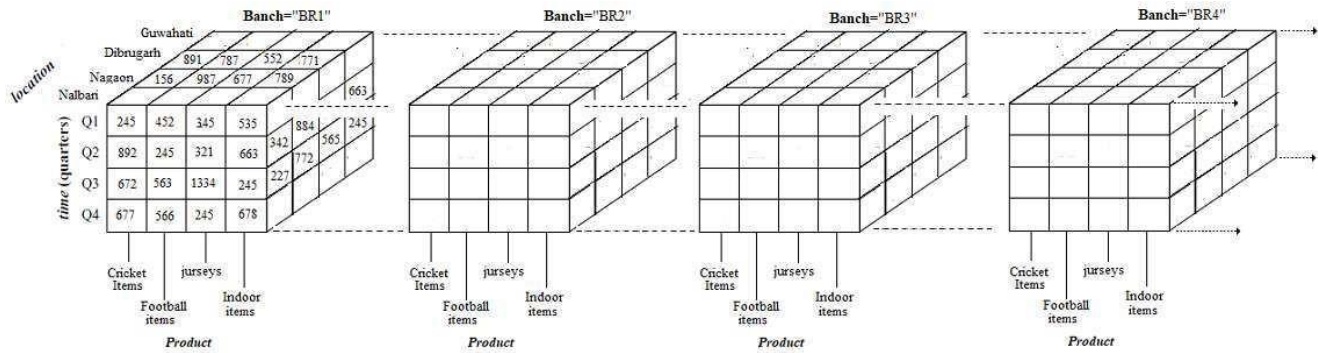 Banch="BR1" Banch="BR2" Banch="BR3" Banch="BR4"
Guwahati
Dibrugarh 891 787 552 771
Nagaon 156 987 677 789
Nalbari
location
663
Q1 245 452 345 535 884 245
Q2 892 245 321 663 342 772 565
Q3 672 563 1334 245 227
Q4 677 566 245 678
time (quarters)
Cricket Items Football items jurseys Indoor items
Cricket Items Football items jurseys Indoor items
Cricket Items Football items jurseys Indoor items
Cricket Items Football items jurseys Indoor items
Product Product Product Product